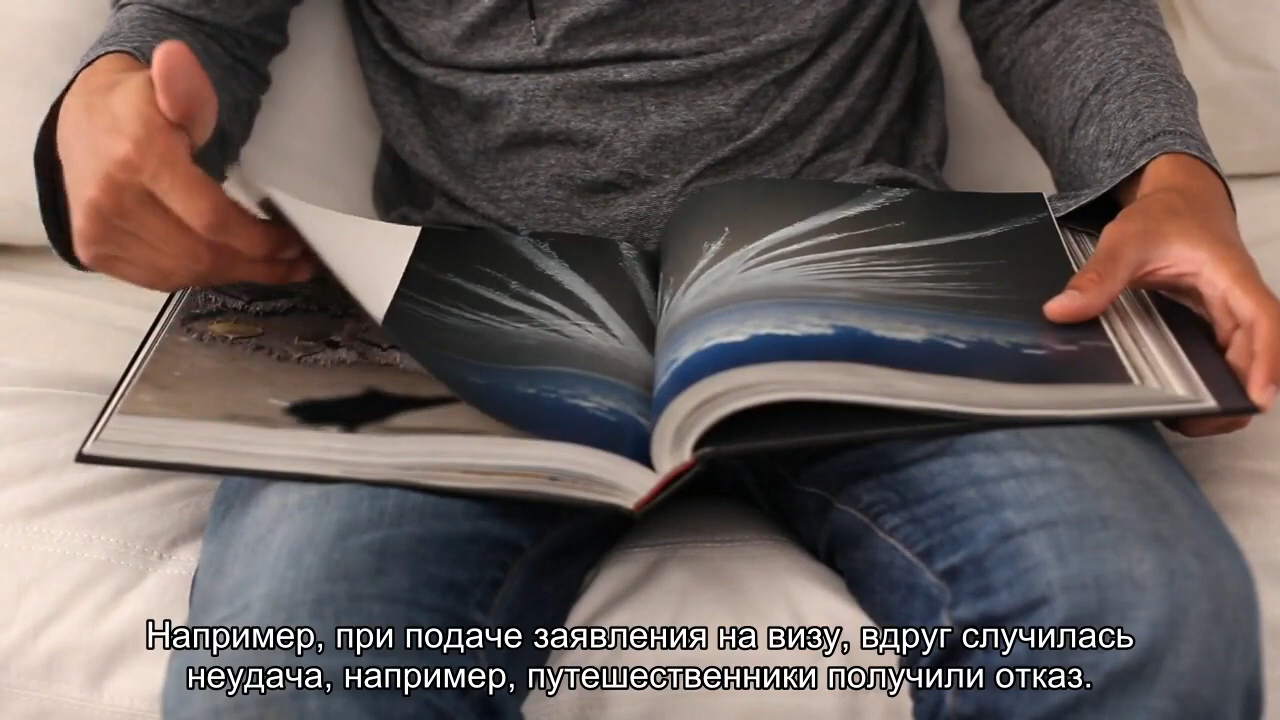 Например, при подаче заявления на визу, вдруг случилась
неудача, например, путешественники получили отказ.